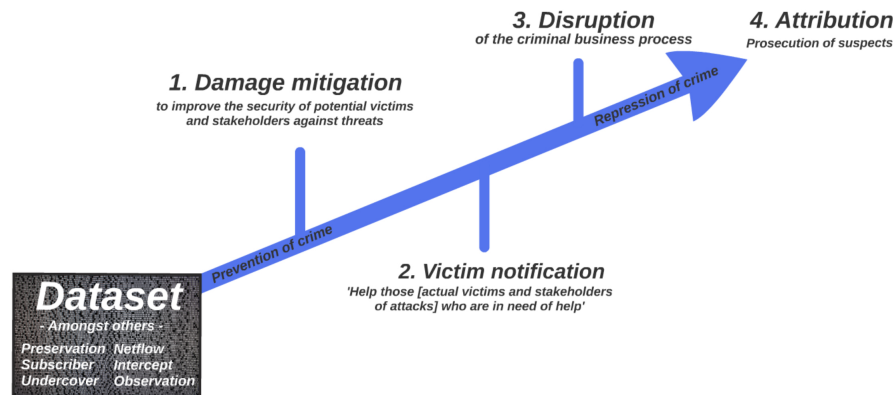 3. Disruption
of the criminal business process
4. Attribution
Prosecution of suspects
1. Damage mitigation
to improve the security of potential victims
and stakeholders against threats
Repression of crime
Prevention of crime
2. Victim notification
'Help those [actual victims and stakeholders
of attacks] who are in need of help'
Dataset
- Amongst others -
Preservation Netflow
Subscriber Intercept
Undercover Observation